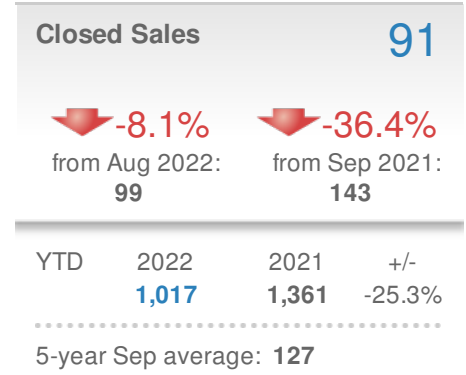 Closed Sales 91
-8.1% -36.4%
from Aug 2022: from Sep 2021:
99 143
YTD 2022 2021 +/-
1,017 1,361 -25.3%
5-year Sep average: 127